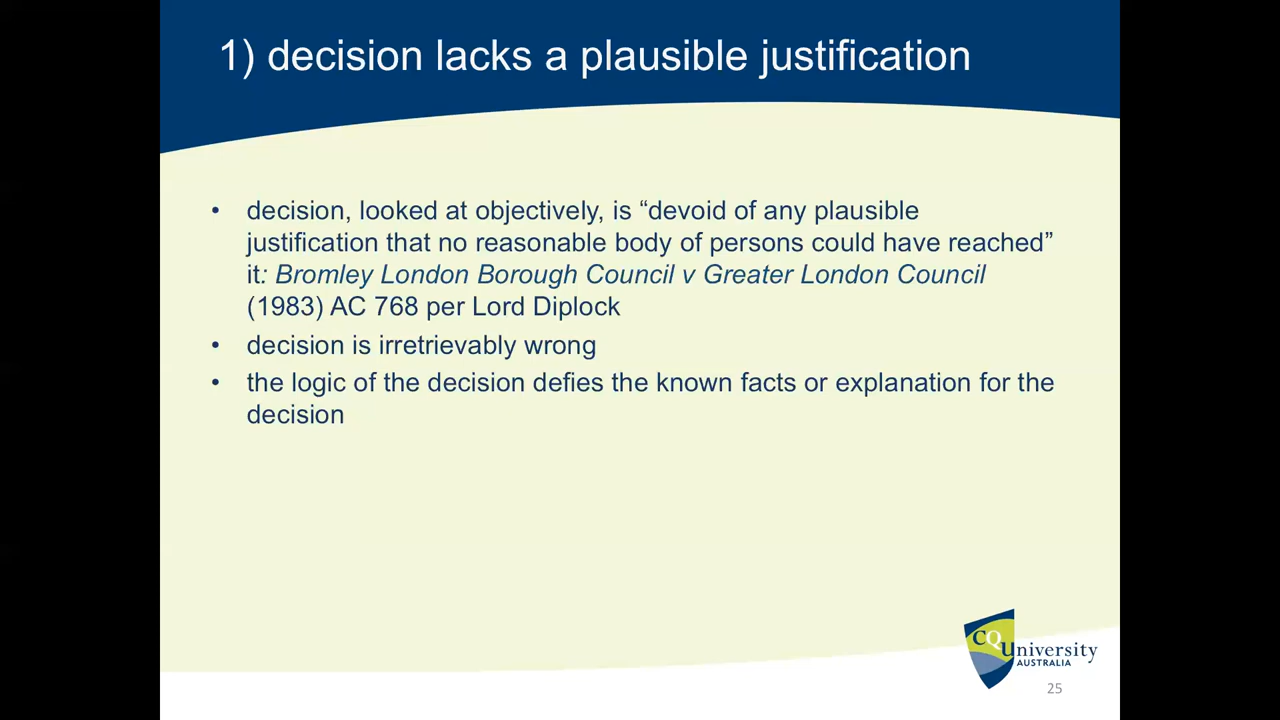 1) decision lacks a plausible justification
• decision, looked at objectively, is “devoid of any plausible
justification that no reasonable body of persons could have reached”
it: Bromley London Borough Council v Greater London Council
(1983) AC 768 per Lord Diplock
• decision is irretrievably wrong
• the logic of the decision defies the known facts or explanation for the
decision
CQUniversity
AUSTRALIA
25